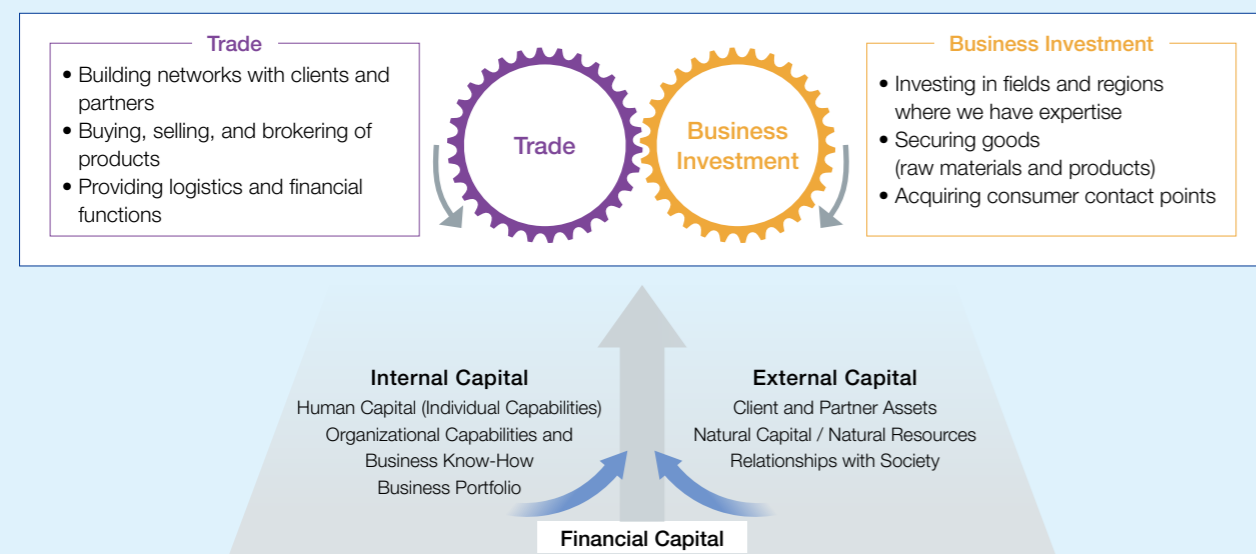 Trade
• Building networks with clients and
partners
• Buying, selling, and brokering of
products
• Providing logistics and financial
functions
Trade
Business
Investment
Business Investment
• Investing in fields and regions
where we have expertise
• Securing goods
(raw materials and products)
• Acquiring consumer contact points
Internal Capital
Human Capital (Individual Capabilities)
Organizational Capabilities and
Business Know-How
Business Portfolio
External Capital
Client and Partner Assets
Natural Capital / Natural Resources
Relationships with Society
Financial Capital